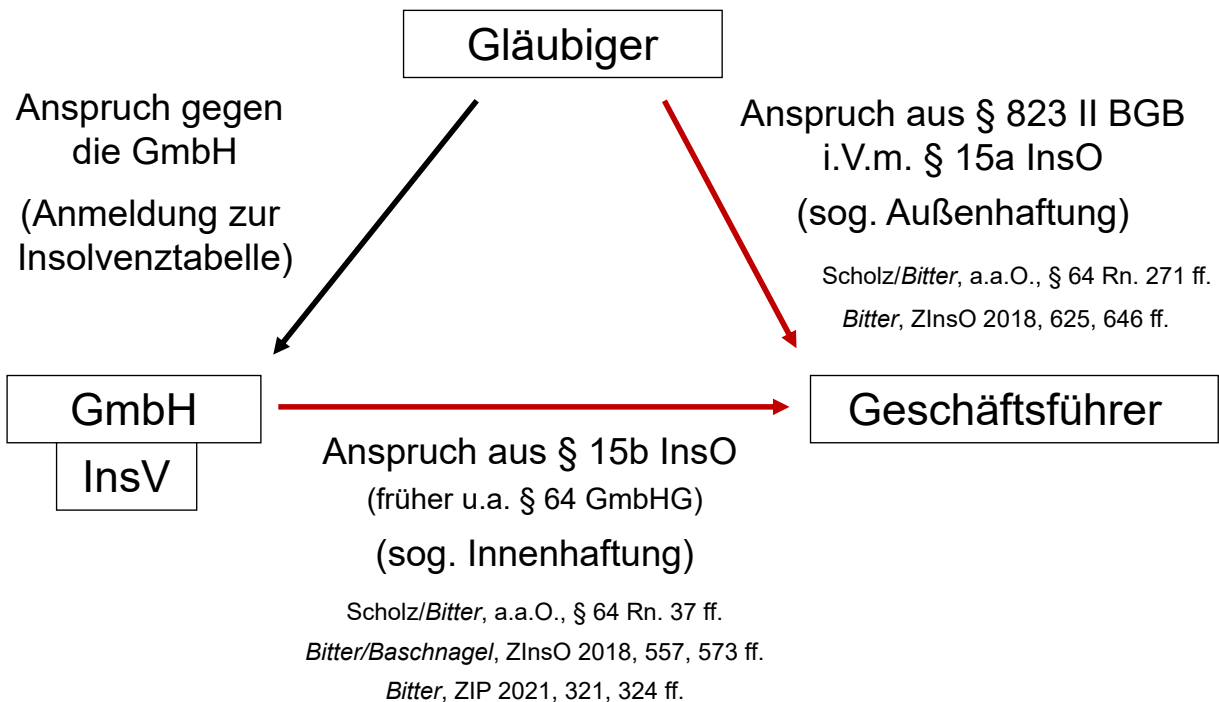 Gläubiger
Anspruch gegen
die GmbH
(Anmeldung zur
Insolvenztabelle)
Anspruch aus § 823 II BGB
i.V.m. § 15a InsO
(sog. Außenhaftung)
Scholz/Bitter, a.a.O., § 64 Rn. 271 ff.
Bitter, ZInsO 2018, 625, 646 ff.
GmbH
InsV
Geschäftsführer
Anspruch aus § 15b InsO
(früher u.a. § 64 GmbHG)
(sog. Innenhaftung)
Scholz/Bitter, a.a.O., § 64 Rn. 37 ff.
Bitter/Baschnagel, ZInsO 2018, 557, 573 ff.
Bitter, ZIP 2021, 321, 324 ff.